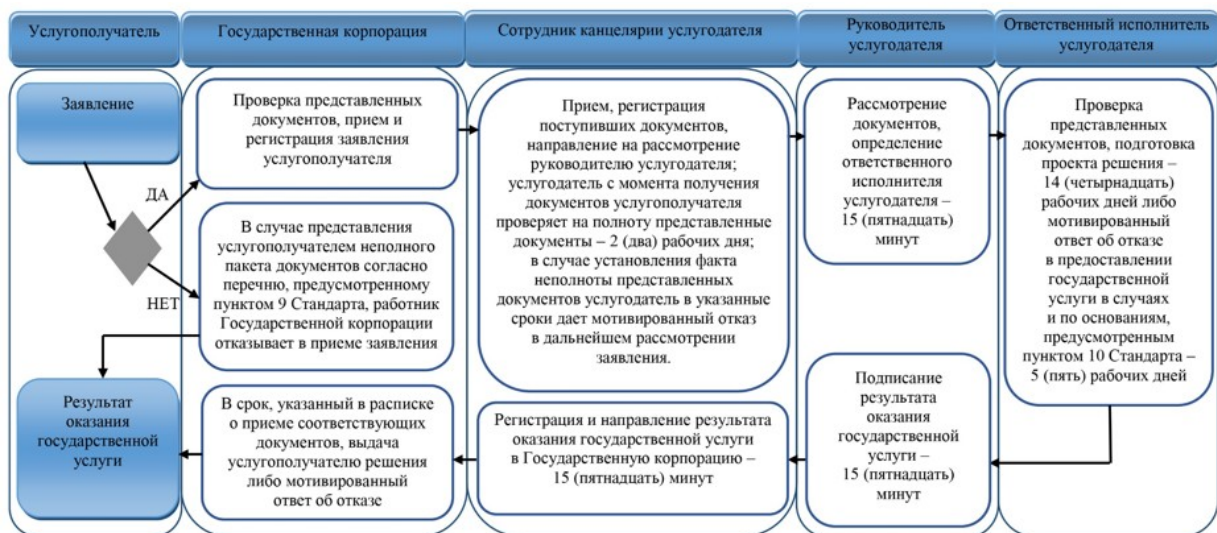 Услугополучатель
Государственная корпорация
Сотрудник канцелярии услугодателя
Руководитель
услугодателя
Ответственный исполнитель
услугодателя
Заявление
ДА
НЕТ
Результат
оказания
государственной
услуги
Проверка представленных
документов, прием и
регистрация заявления
услугополучателя
В случае представления
услугополучателем неполного
пакета документов согласно
перечню, предусмотренному
пунктом 9 Стандарта, работник
Государственной корпорации
отказывает в приеме заявления
В срок, указанный в расписке
о приеме соответствующих
документов, выдача
услугополучателю решения
либо мотивированный
ответ об отказе
Прием, регистрация
поступивших документов,
направление на рассмотрение
руководителю услугодателя;
услугодатель с момента получения
документов услугополучателя
проверяет на полноту представленные
документы – 2 (два) рабочих дня;
в случае установления факта
неполноты представленных
документов услугодатель в указанные
сроки дает мотивированный отказ
в дальнейшем рассмотрении
заявления.
Регистрация и направление результата
оказания государственной услуги
в Государственную корпорацию –
15 (пятнадцать) минут
Рассмотрение
документов,
определение
ответственного
исполнителя
услугодателя –
15 (пятнадцать)
минут
Подписание
результата
оказания
государственной
услуги –
15 (пятнадцать)
минут
Проверка
представленных
документов, подготовка
проекта решения –
14 (четырнадцать)
рабочих дней либо
мотивированный
ответ об отказе
в предоставлении
государственной
услуги в случаях
и по основаниям,
предусмотренным
пунктом 10 Стандарта –
5 (пять) рабочих дней